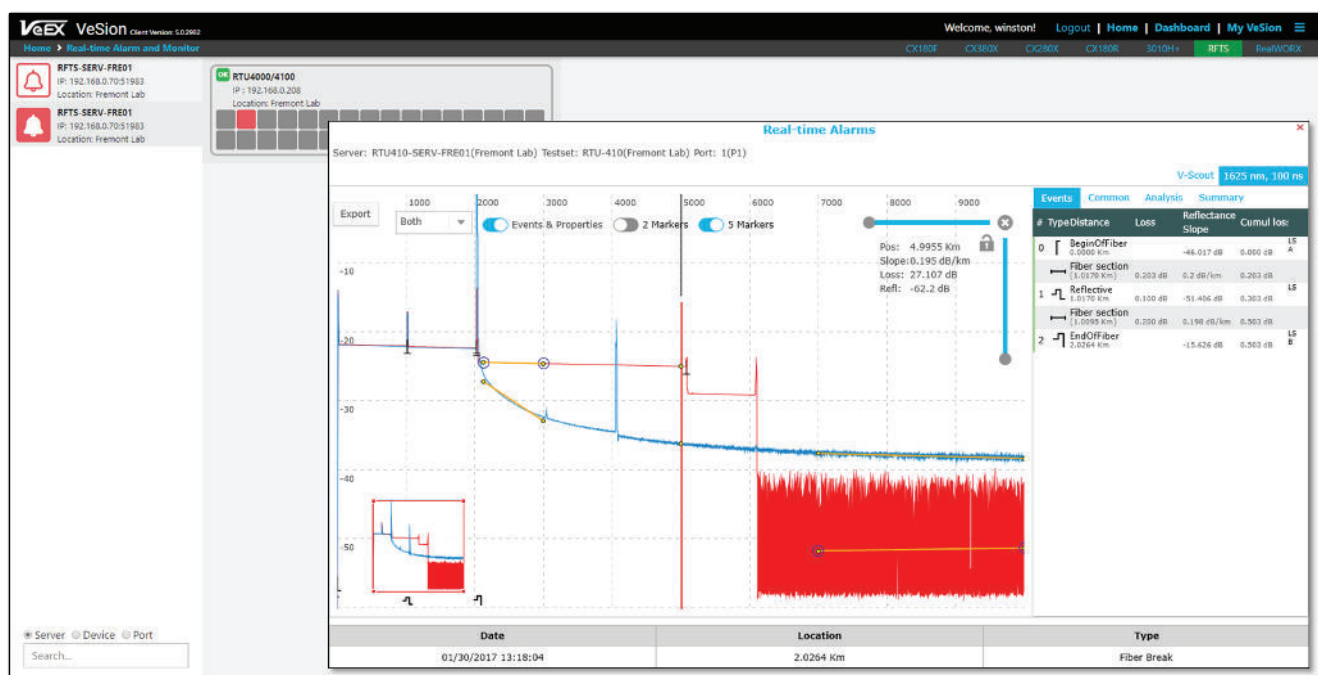 VeEX VeSion Client Version: 5.0.2982
Welcome, winston! Logout | Home | Dashboard | My VeSion
Home > Real-time Alarm and Monitor
CX180F CX380X CX280X CX180R 3010H+ RFTS RealWORX
RFTS-SERV-FRE01
IP: 192.168.0.70:51983
Location: Fremont Lab
RFTS-SERV-FRE01
IP: 192.168.0.70:51983
Location: Fremont Lab
OK RTU4000/4100
IP : 192.168.0.208
Location: Fremont Lab
Real-time Alarms
Server: RTU410-SERV-FRE01(Fremont Lab) Testset: RTU-410(Fremont Lab) Port: 1(P1)
V-Scout 1625 nm, 100 ns
1000 2000 3000 4000 5000 6000 7000 8000 9000
Export Both Events & Properties 2 Markers 5 Markers
Pos: 4.9955 Km
Slope:0.195 dB/km
Loss: 27.107 dB
Refl: -62.2 dB
-10
-20
-30
-40
-50
Events Common Analysis Summary
# Type Distance Loss Reflectance Slope Cumul los:
0 BeginOfFiber 0.0000 Km -46.017 dB 0.000 dB LS A
Fiber section (1.0170 Km) 0.203 dB 0.2 dB/km 0.203 dB
1 Reflective 1.0170 Km 0.100 dB -51.406 dB 0.303 dB LS
Fiber section (1.0095 Km) 0.200 dB 0.198 dB/km 0.503 dB
2 EndOfFiber 2.0264 Km -15.626 dB 0.503 dB LS B
Server Device Port
Search...
Date Location Type
01/30/2017 13:18:04 2.0264 Km Fiber Break